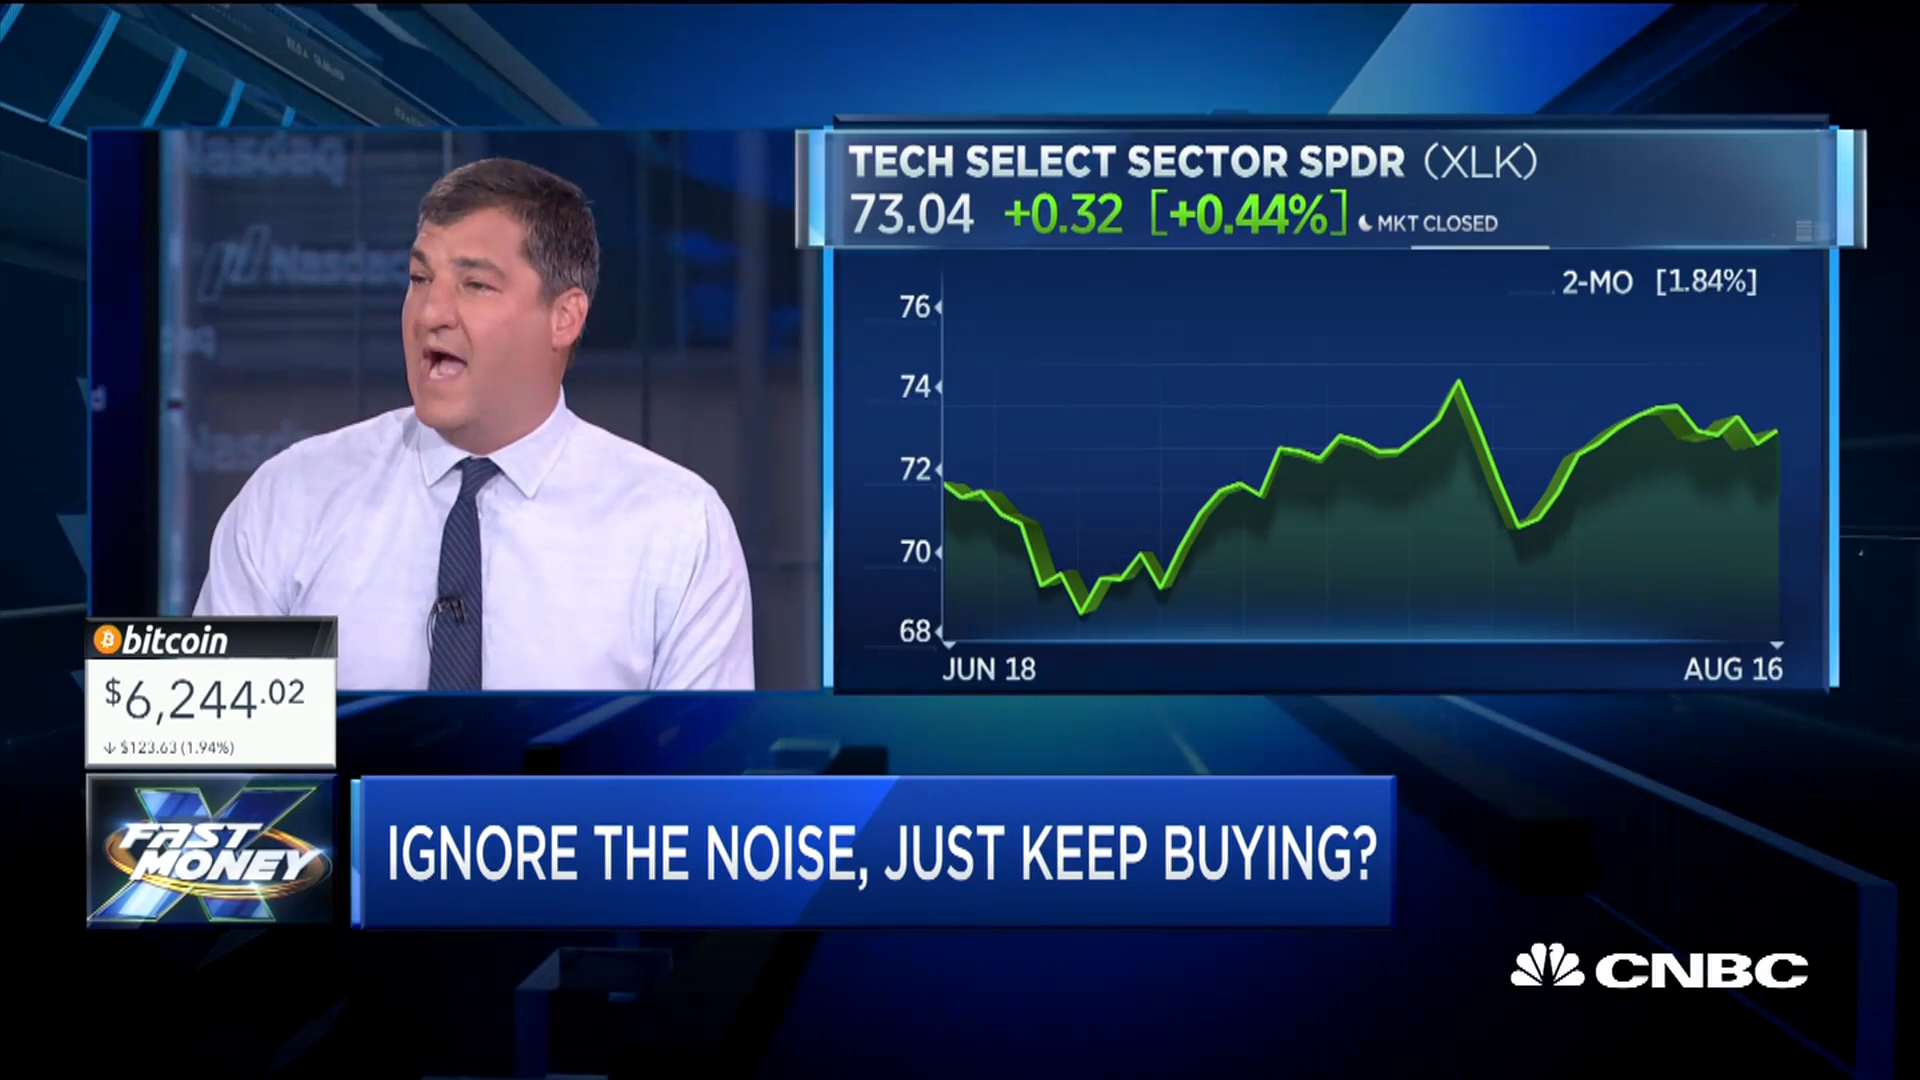 Nasdaq
Nasdaq
TECH SELECT SECTOR SPDR (XLK)
73.04 +0.32 [+0.44%] MKT CLOSED
2-MO [1.84%]
76
74
72
70
68
JUN 18 AUG 16
bitcoin
$6,244.02
↓ $123.63 (1.94%)
FAST
MONEY
IGNORE THE NOISE, JUST KEEP BUYING?
CNBC